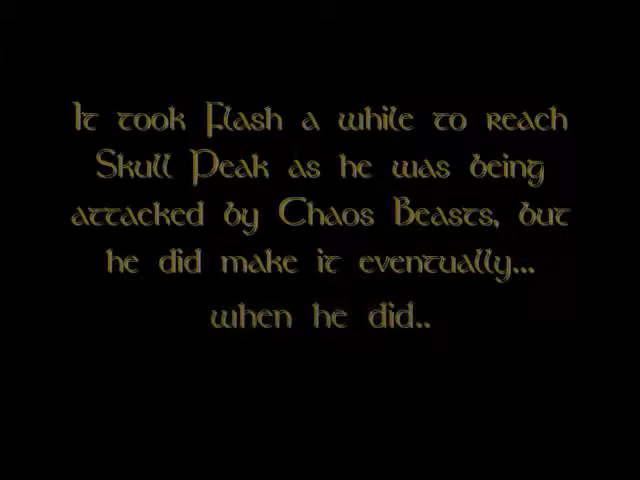 It took Flash a while to reach
Skull Peak as he was being
attacked by Chaos Beasts, but
he did make it eventually...
when he did..